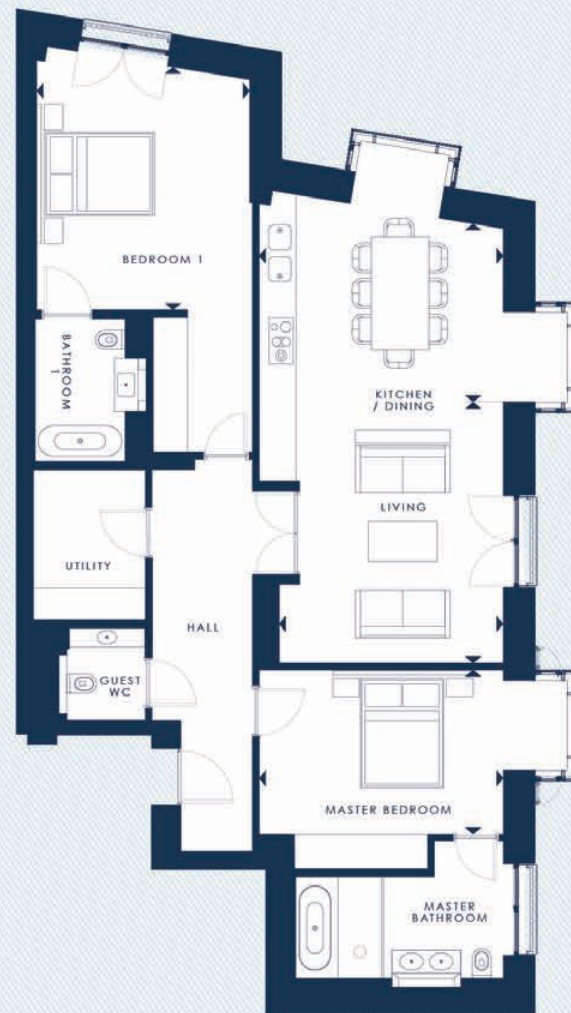 BEDROOM 1
BATHROOM
1
KITCHEN
/ DINING
LIVING
UTILITY
HALL
GUEST
WC
MASTER BEDROOM
MASTER
BATHROOM